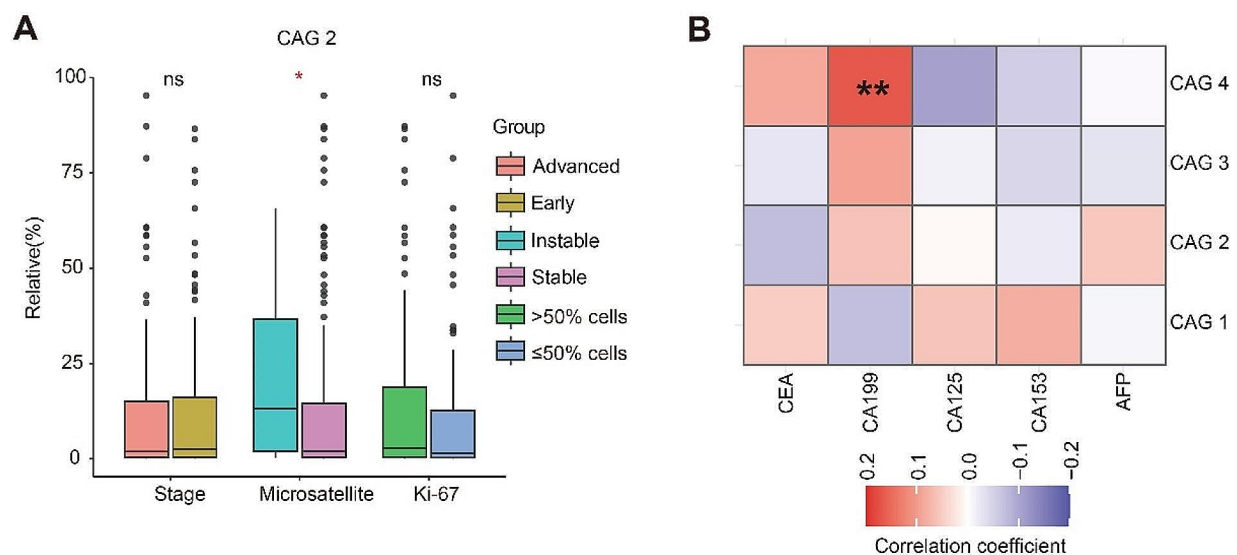 A
CAG 2
100
75
50
25
0
Relative(%)
ns
*
ns
Stage
Microsatellite
Ki-67
Group
Advanced
Early
Instable
Stable
>50% cells
≤50% cells
B
**
CAG 4
CAG 3
CAG 2
CAG 1
CEA
CA199
CA125
CA153
AFP
0.2
0.1
0.0
−0.1
−0.2
Correlation coefficient